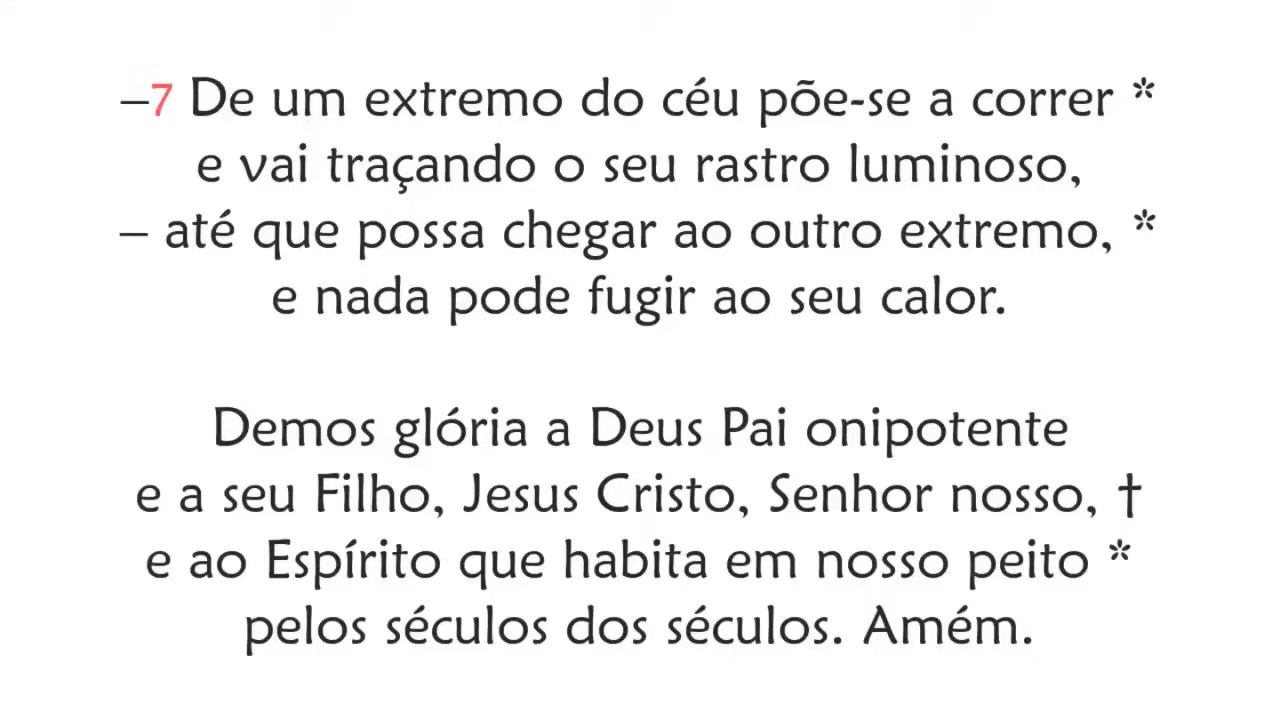 –7 De um extremo do céu põe-se a correr *
e vai traçando o seu rastro luminoso,
– até que possa chegar ao outro extremo, *
e nada pode fugir ao seu calor.
Demos glória a Deus Pai onipotente
e a seu Filho, Jesus Cristo, Senhor nosso, †
e ao Espírito que habita em nosso peito *
pelos séculos dos séculos. Amém.